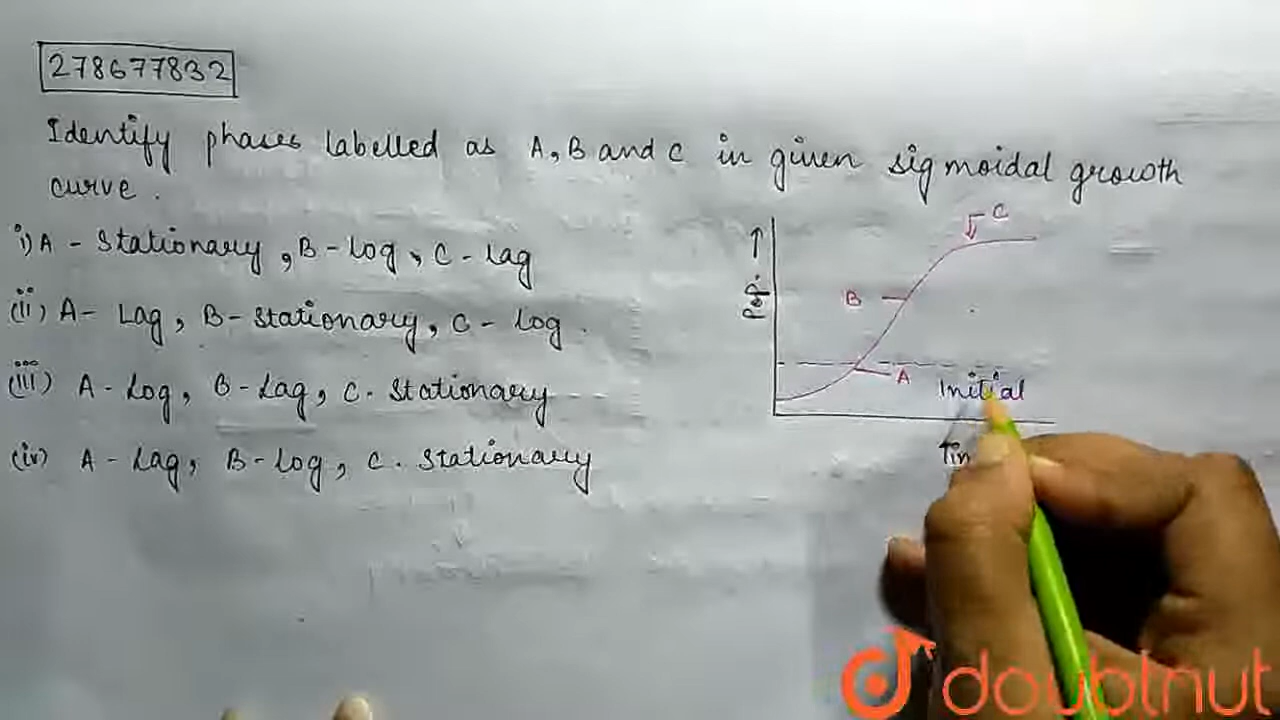 278677832
Identify phases labelled as A, B and C in given sigmoidal growth
curve.
i) A - Stationary, B - Log, C - Lag
(ii) A - Lag, B - Stationary, C - Log.
(iii) A - Log, B - Lag, C. Stationary
(iv) A - Lag, B - Log, C. Stationary
C
Pop.
B
A
Initial
doubtnut